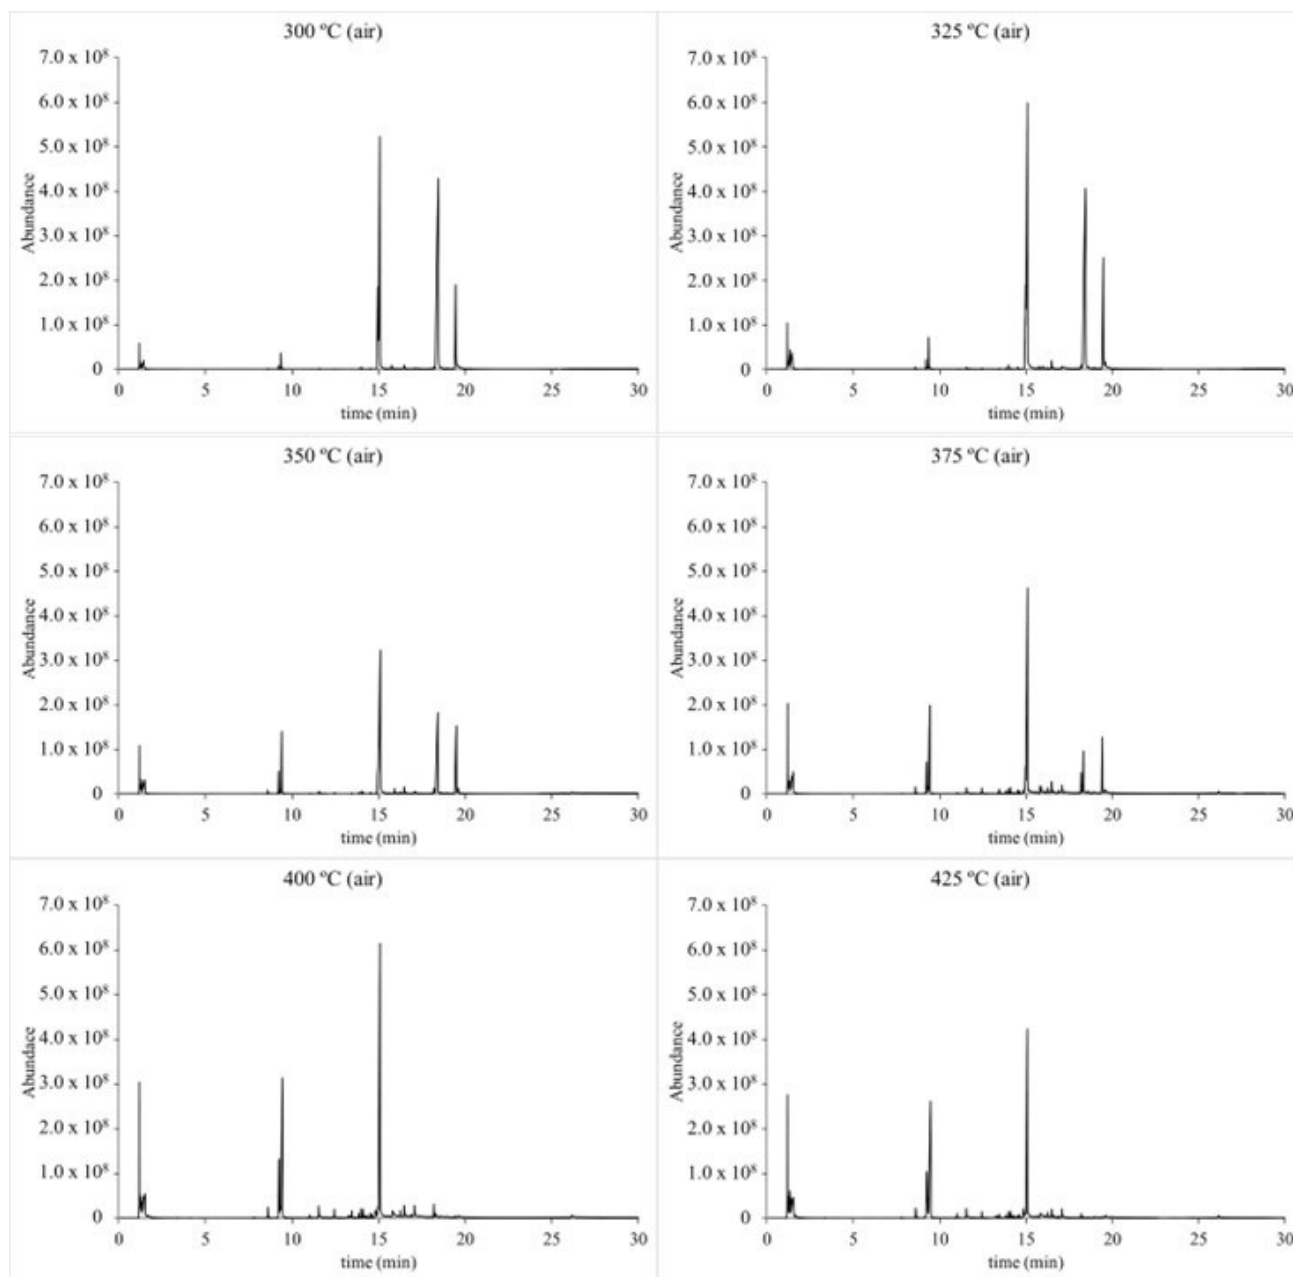 300 ºC (air)
7.0 x 10⁸
6.0 x 10⁸
5.0 x 10⁸
4.0 x 10⁸
3.0 x 10⁸
2.0 x 10⁸
1.0 x 10⁸
0
Abundance
0 5 10 15 20 25 30
time (min)
325 ºC (air)
7.0 x 10⁸
6.0 x 10⁸
5.0 x 10⁸
4.0 x 10⁸
3.0 x 10⁸
2.0 x 10⁸
1.0 x 10⁸
0
Abundance
0 5 10 15 20 25 30
time (min)
350 ºC (air)
7.0 x 10⁸
6.0 x 10⁸
5.0 x 10⁸
4.0 x 10⁸
3.0 x 10⁸
2.0 x 10⁸
1.0 x 10⁸
0
Abundance
0 5 10 15 20 25 30
time (min)
375 ºC (air)
7.0 x 10⁸
6.0 x 10⁸
5.0 x 10⁸
4.0 x 10⁸
3.0 x 10⁸
2.0 x 10⁸
1.0 x 10⁸
0
Abundance
0 5 10 15 20 25 30
time (min)
400 ºC (air)
7.0 x 10⁸
6.0 x 10⁸
5.0 x 10⁸
4.0 x 10⁸
3.0 x 10⁸
2.0 x 10⁸
1.0 x 10⁸
0
Abundace
0 5 10 15 20 25 30
time (min)
425 ºC (air)
7.0 x 10⁸
6.0 x 10⁸
5.0 x 10⁸
4.0 x 10⁸
3.0 x 10⁸
2.0 x 10⁸
1.0 x 10⁸
0
Abundance
0 5 10 15 20 25 30
time (min)